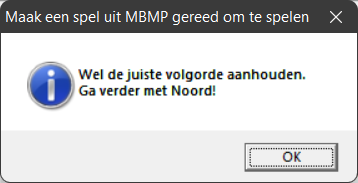 Maak een spel uit MBMP gereed om te spelen
Wel de juiste volgorde aanhouden.
Ga verder met Noord!
OK